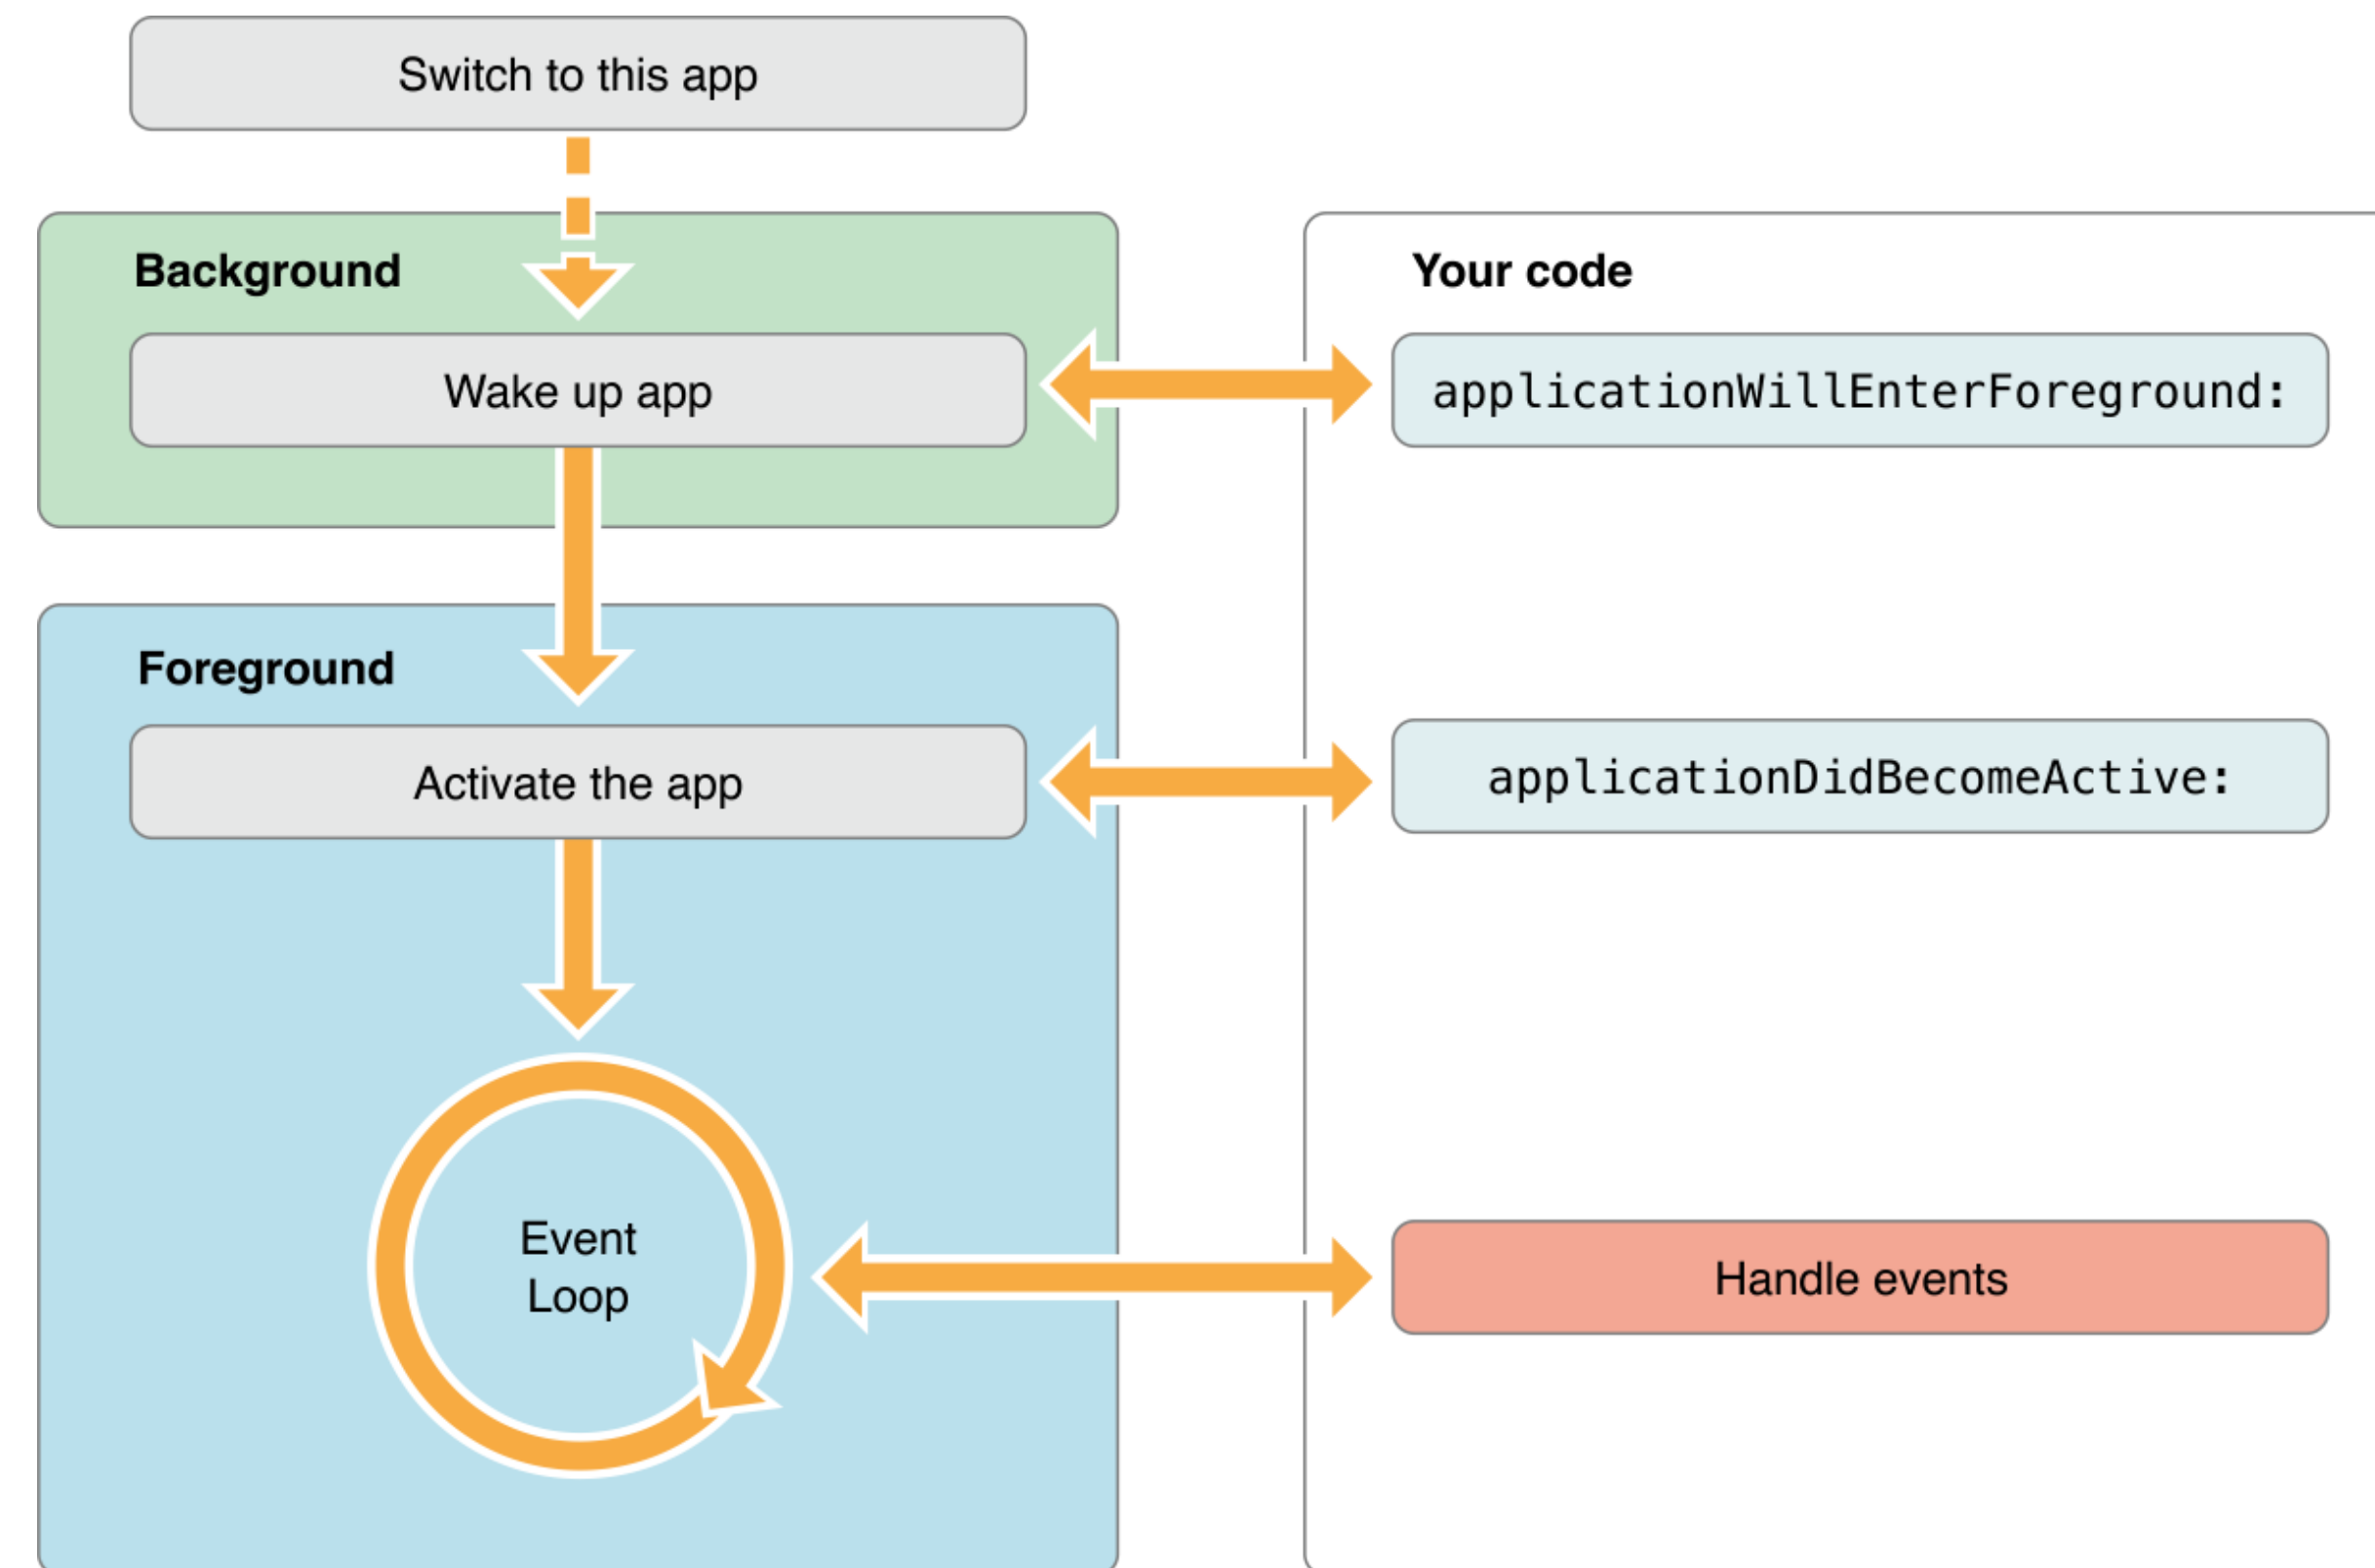 Switch to this app
Background
Your code
Wake up app
applicationWillEnterForeground:
Foreground
Activate the app
applicationDidBecomeActive:
Event
Loop
Handle events